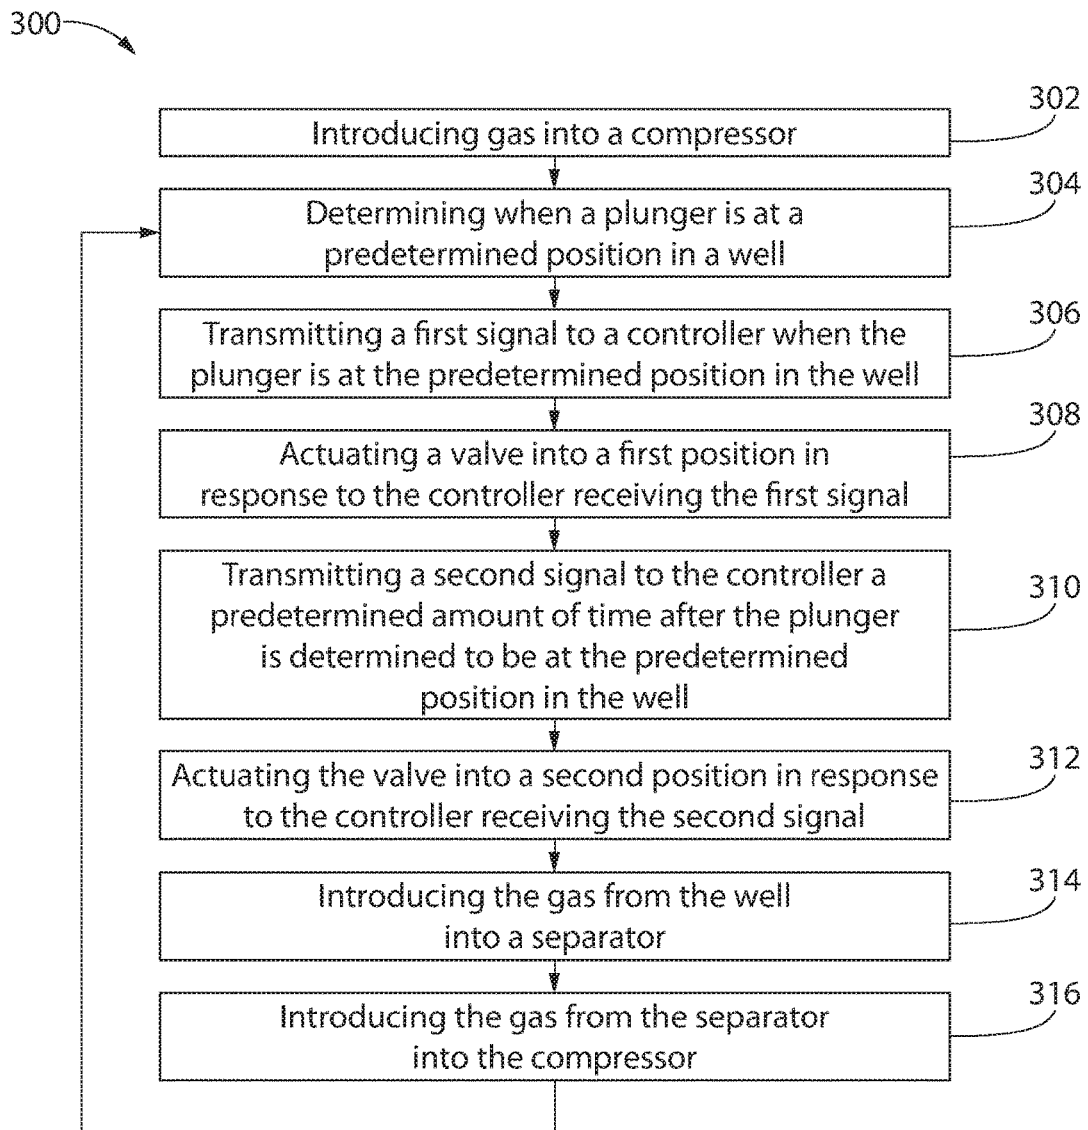 300
302
Introducing gas into a compressor
304
Determining when a plunger is at a
predetermined position in a well
306
Transmitting a first signal to a controller when the
plunger is at the predetermined position in the well
308
Actuating a valve into a first position in
response to the controller receiving the first signal
310
Transmitting a second signal to the controller a
predetermined amount of time after the plunger
is determined to be at the predetermined
position in the well
312
Actuating the valve into a second position in response
to the controller receiving the second signal
314
Introducing the gas from the well
into a separator
316
Introducing the gas from the separator
into the compressor